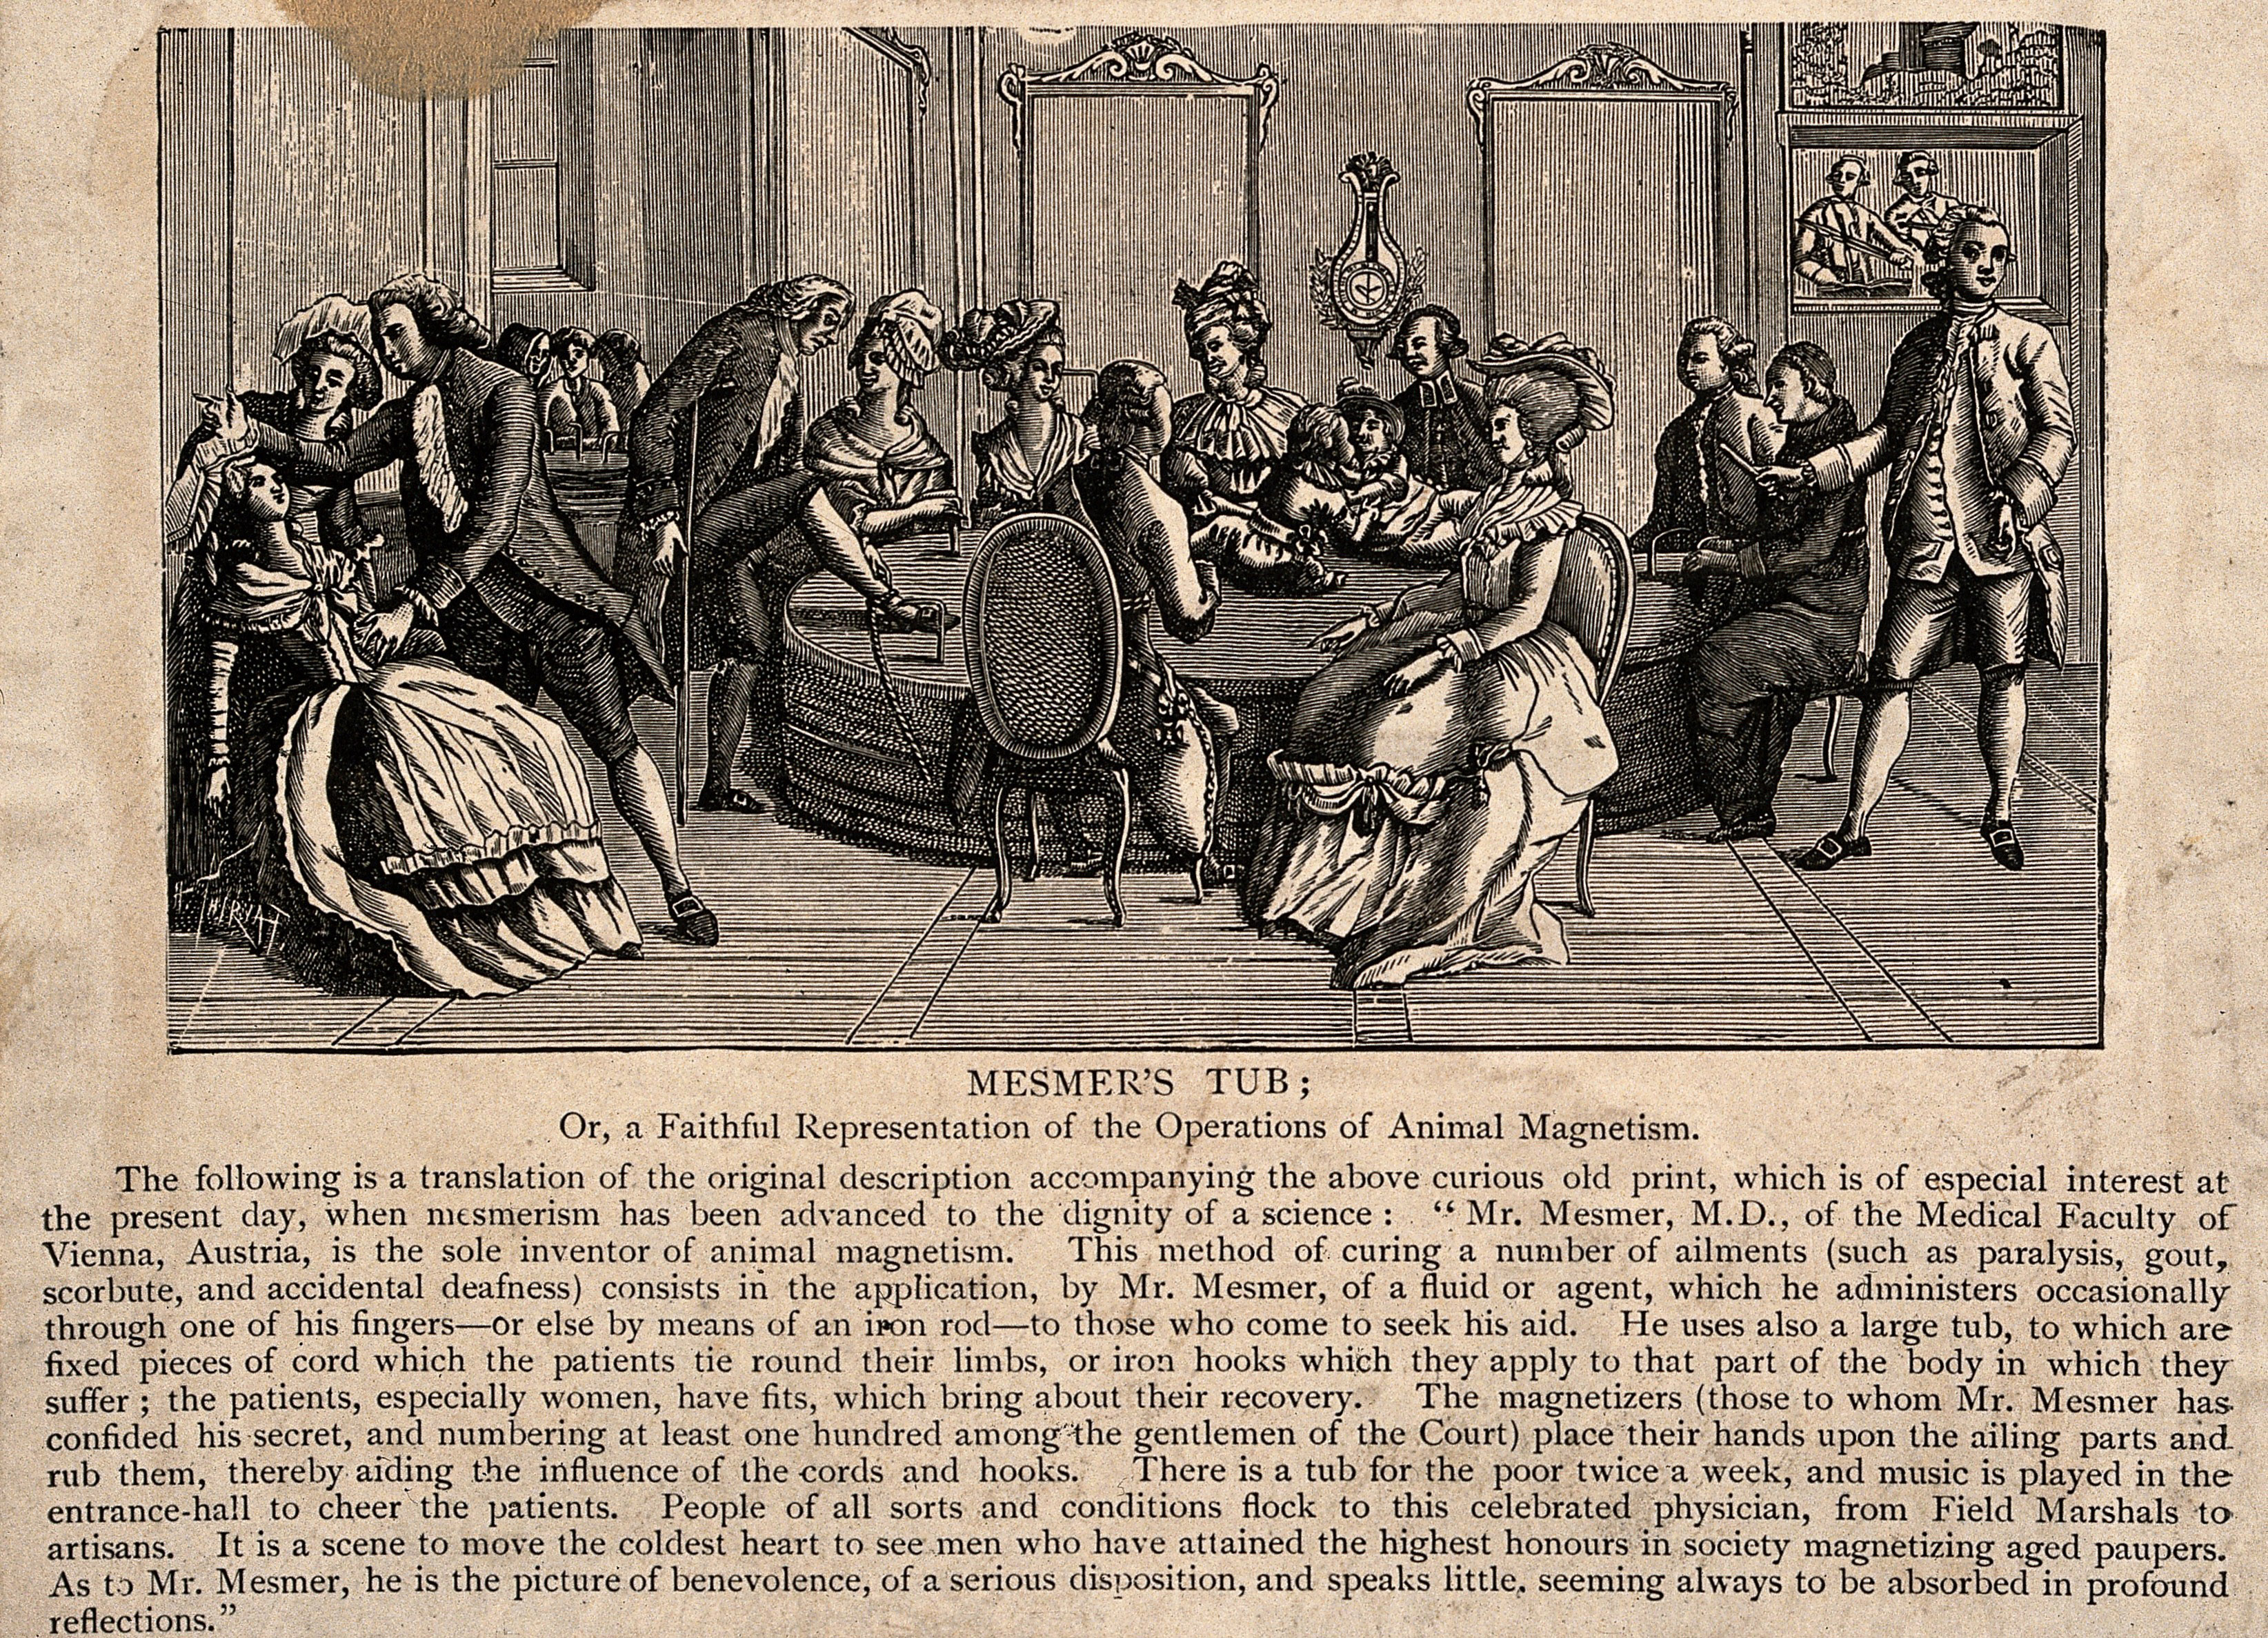 MESMER'S TUB;
Or, a Faithful Representation of the Operations of Animal Magnetism.
The following is a translation of the original description accompanying the above curious old print, which is of especial interest at
the present day, when mesmerism has been advanced to the dignity of a science: "Mr. Mesmer, M.D., of the Medical Faculty of
Vienna, Austria, is the sole inventor of animal magnetism. This method of curing a number of ailments (such as paralysis, gout,
scorbute, and accidental deafness) consists in the application, by Mr. Mesmer, of a fluid or agent, which he administers occasionally
through one of his fingers—or else by means of an iron rod—to those who come to seek his aid. He uses also a large tub, to which are
fixed pieces of cord which the patients tie round their limbs, or iron hooks which they apply to that part of the body in which they
suffer; the patients, especially women, have fits, which bring about their recovery. The magnetizers (those to whom Mr. Mesmer has
confided his secret, and numbering at least one hundred among the gentlemen of the Court) place their hands upon the ailing parts and
rub them, thereby aiding the influence of the cords and hooks. There is a tub for the poor twice a week, and music is played in the
entrance-hall to cheer the patients. People of all sorts and conditions flock to this celebrated physician, from Field Marshals to
artisans. It is a scene to move the coldest heart to see men who have attained the highest honours in society magnetizing aged paupers.
As to Mr. Mesmer, he is the picture of benevolence, of a serious disposition, and speaks little, seeming always to be absorbed in profound
reflections."